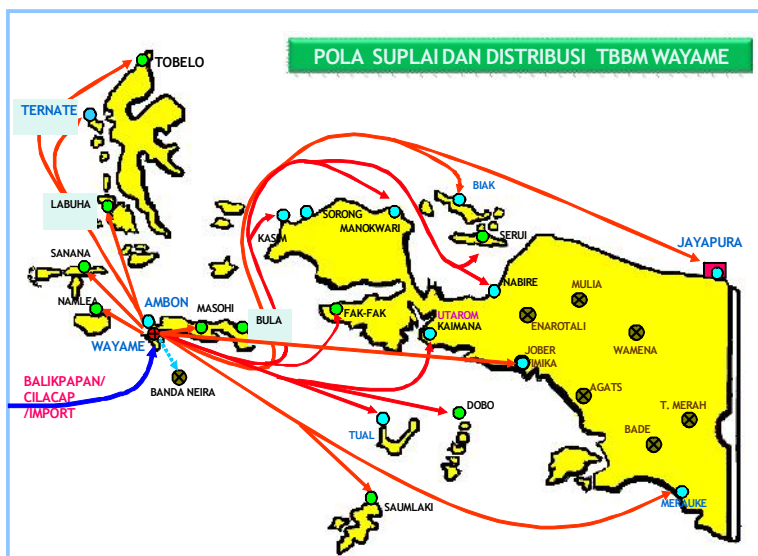 POLA SUPLAI DAN DISTRIBUSI TBBM WAYAME
TOBELO
TERNATE
LABUHA
SANANA
NAMLEA
AMBON
MASOHI
BULA
WAYAME
BALIKPAPAN/
CILACAP
/IMPORT
BANDA NEIRA
KASIM
SORONG
MANOKWARI
BIAK
SERUI
JAYAPURA
NABIRE
FAK-FAK
UTAROM
KAIMANA
MULIA
ENAROTALI
WAMENA
JOBER
TIMIKA
AGATS
T. MERAH
BADE
DOBO
TUAL
SAUMLAKI
MERAUKE